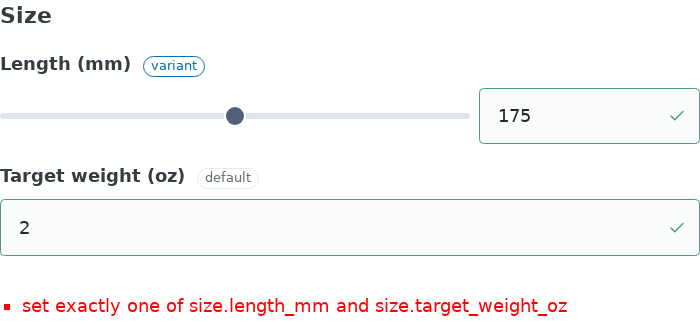 Size
Length (mm) variant
175
Target weight (oz) default
2
set exactly one of size.length_mm and size.target_weight_oz